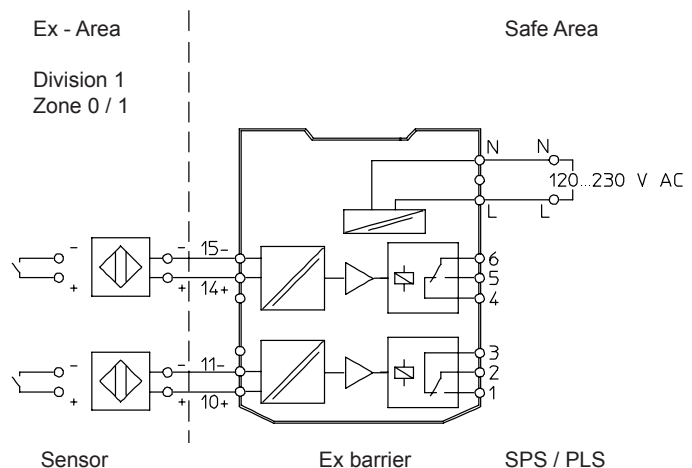 Ex - Area
Safe Area
Division 1
Zone 0 / 1
N
N
120...230 V AC
L
L
- - 15- 6
5
+ + 14+ 4
3
- - 11- 2
+ + 10+ 1
Sensor
Ex barrier
SPS / PLS